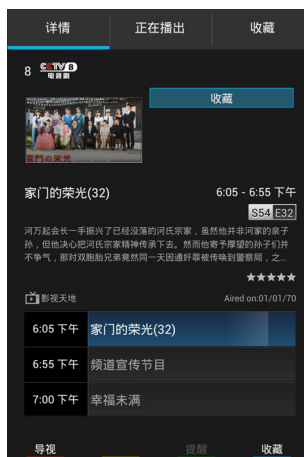 详情 正在播出 收藏
8 CCTV 8
电视剧
收藏
家门の栄光
家门的荣光(32) 6:05 - 6:55 下午
S54 E32
河万起会长一手振兴了已经没落的河氏宗家，虽然他并非河家的亲子
孙，但他决心把河氏宗家精神传承下去。然而他寄予厚望的孙子们并
不争气，那对双胞胎兄弟竟然同一天因通奸罪被传唤到警察局，之...
影视天地 Aired on:01/01/70
6:05 下午 家门的荣光(32)
6:55 下午 频道宣传节目
7:00 下午 幸福未满
导视 提醒 收藏